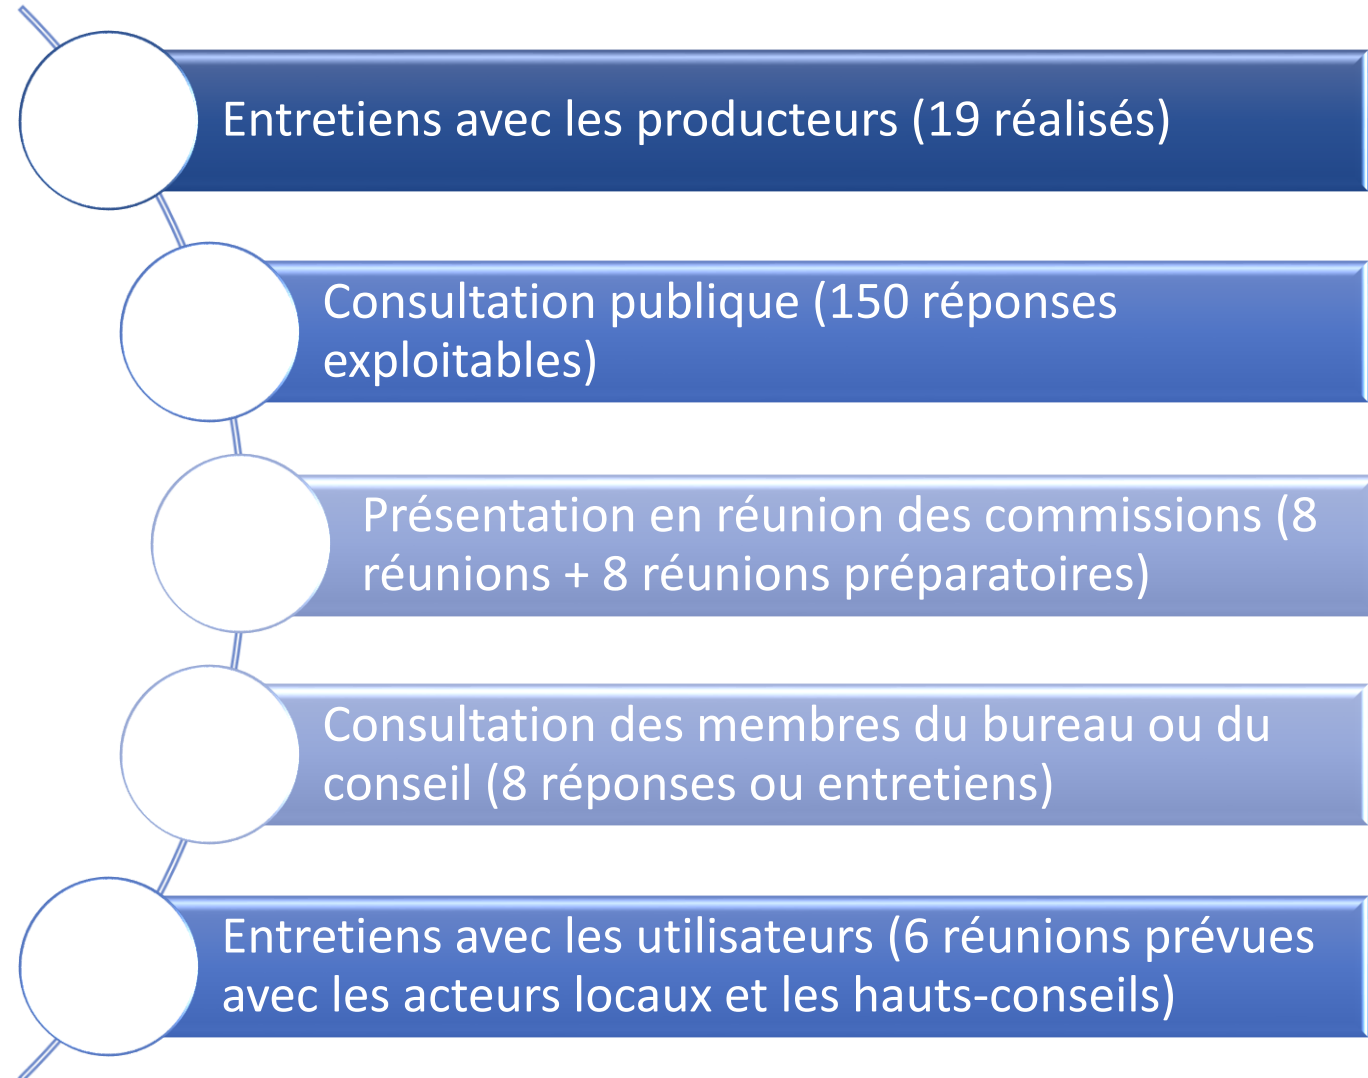 Entretiens avec les producteurs (19 réalisés)
Consultation publique (150 réponses
exploitables)
Présentation en réunion des commissions (8
réunions + 8 réunions préparatoires)
Consultation des membres du bureau ou du
conseil (8 réponses ou entretiens)
Entretiens avec les utilisateurs (6 réunions prévues
avec les acteurs locaux et les hauts-conseils)